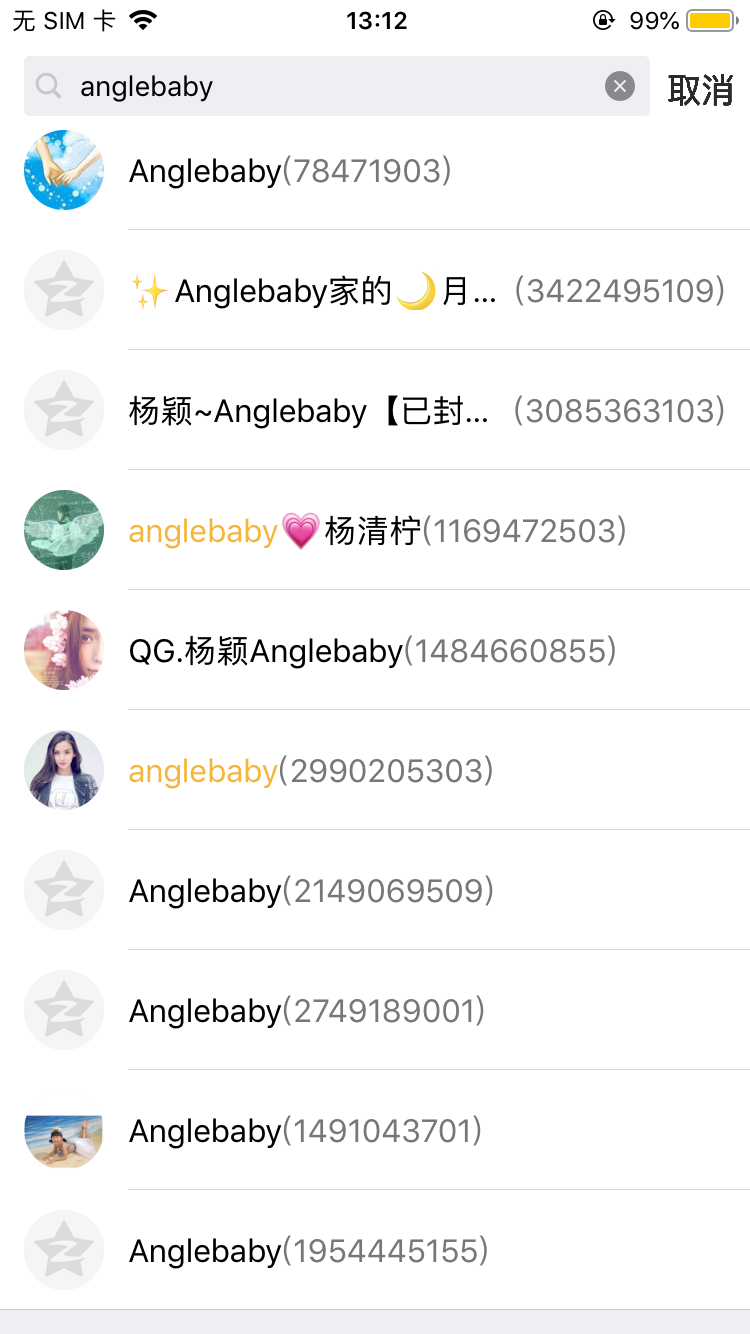 无 SIM 卡 13:12 99%
anglebaby 取消
Anglebaby(78471903)
✨Anglebaby家的🌙月... (3422495109)
杨颖~Anglebaby【已封... (3085363103)
anglebaby💗杨清柠(1169472503)
QG.杨颖Anglebaby(1484660855)
anglebaby(2990205303)
Anglebaby(2149069509)
Anglebaby(2749189001)
Anglebaby(1491043701)
Anglebaby(1954445155)